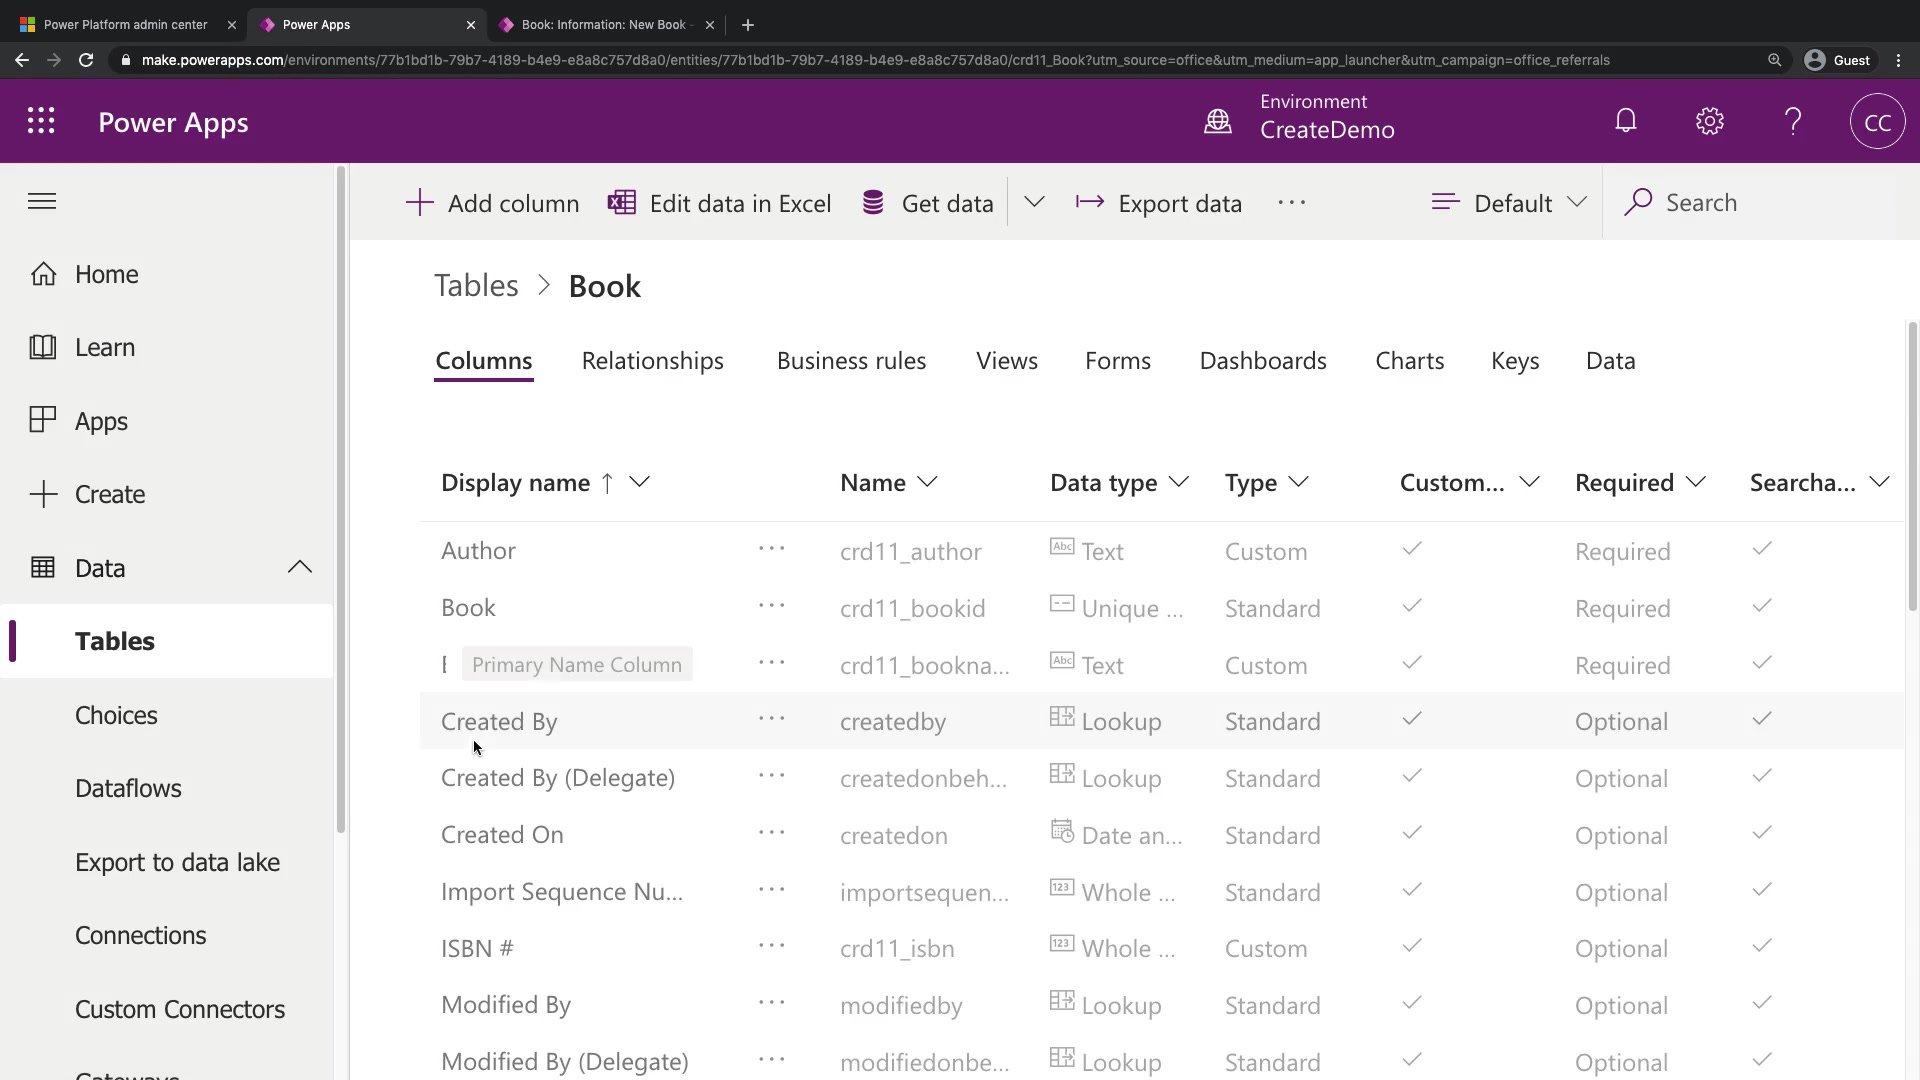 Power Platform admin center
Power Apps
Book: Information: New Book -
make.powerapps.com/environments/77b1bd1b-79b7-4189-b4e9-e8a8c757d8a0/entities/77b1bd1b-79b7-4189-b4e9-e8a8c757d8a0/crd11_Book?utm_source=office&utm_medium=app_launcher&utm_campaign=office_referrals
Guest
Power Apps
Environment
CreateDemo
CC
Add column
Edit data in Excel
Get data
Export data
Default
Search
Home
Learn
Apps
Create
Data
Tables
Choices
Dataflows
Export to data lake
Connections
Custom Connectors
Gateways
Tables > Book
Columns Relationships Business rules Views Forms Dashboards Charts Keys Data
Display name ↑ Name Data type Type Custom... Required Searcha...
Author ... crd11_author Abc Text Custom Required
Book ... crd11_bookid Unique ... Standard Required
Primary Name Column ... crd11_bookna... Abc Text Custom Required
Created By ... createdby Lookup Standard Optional
Created By (Delegate) ... createdonbeh... Lookup Standard Optional
Created On ... createdon Date an... Standard Optional
Import Sequence Nu... ... importsequen... 123 Whole ... Standard Optional
ISBN # ... crd11_isbn 123 Whole ... Custom Optional
Modified By ... modifiedby Lookup Standard Optional
Modified By (Delegate) ... modifiedonbe... Lookup Standard Optional